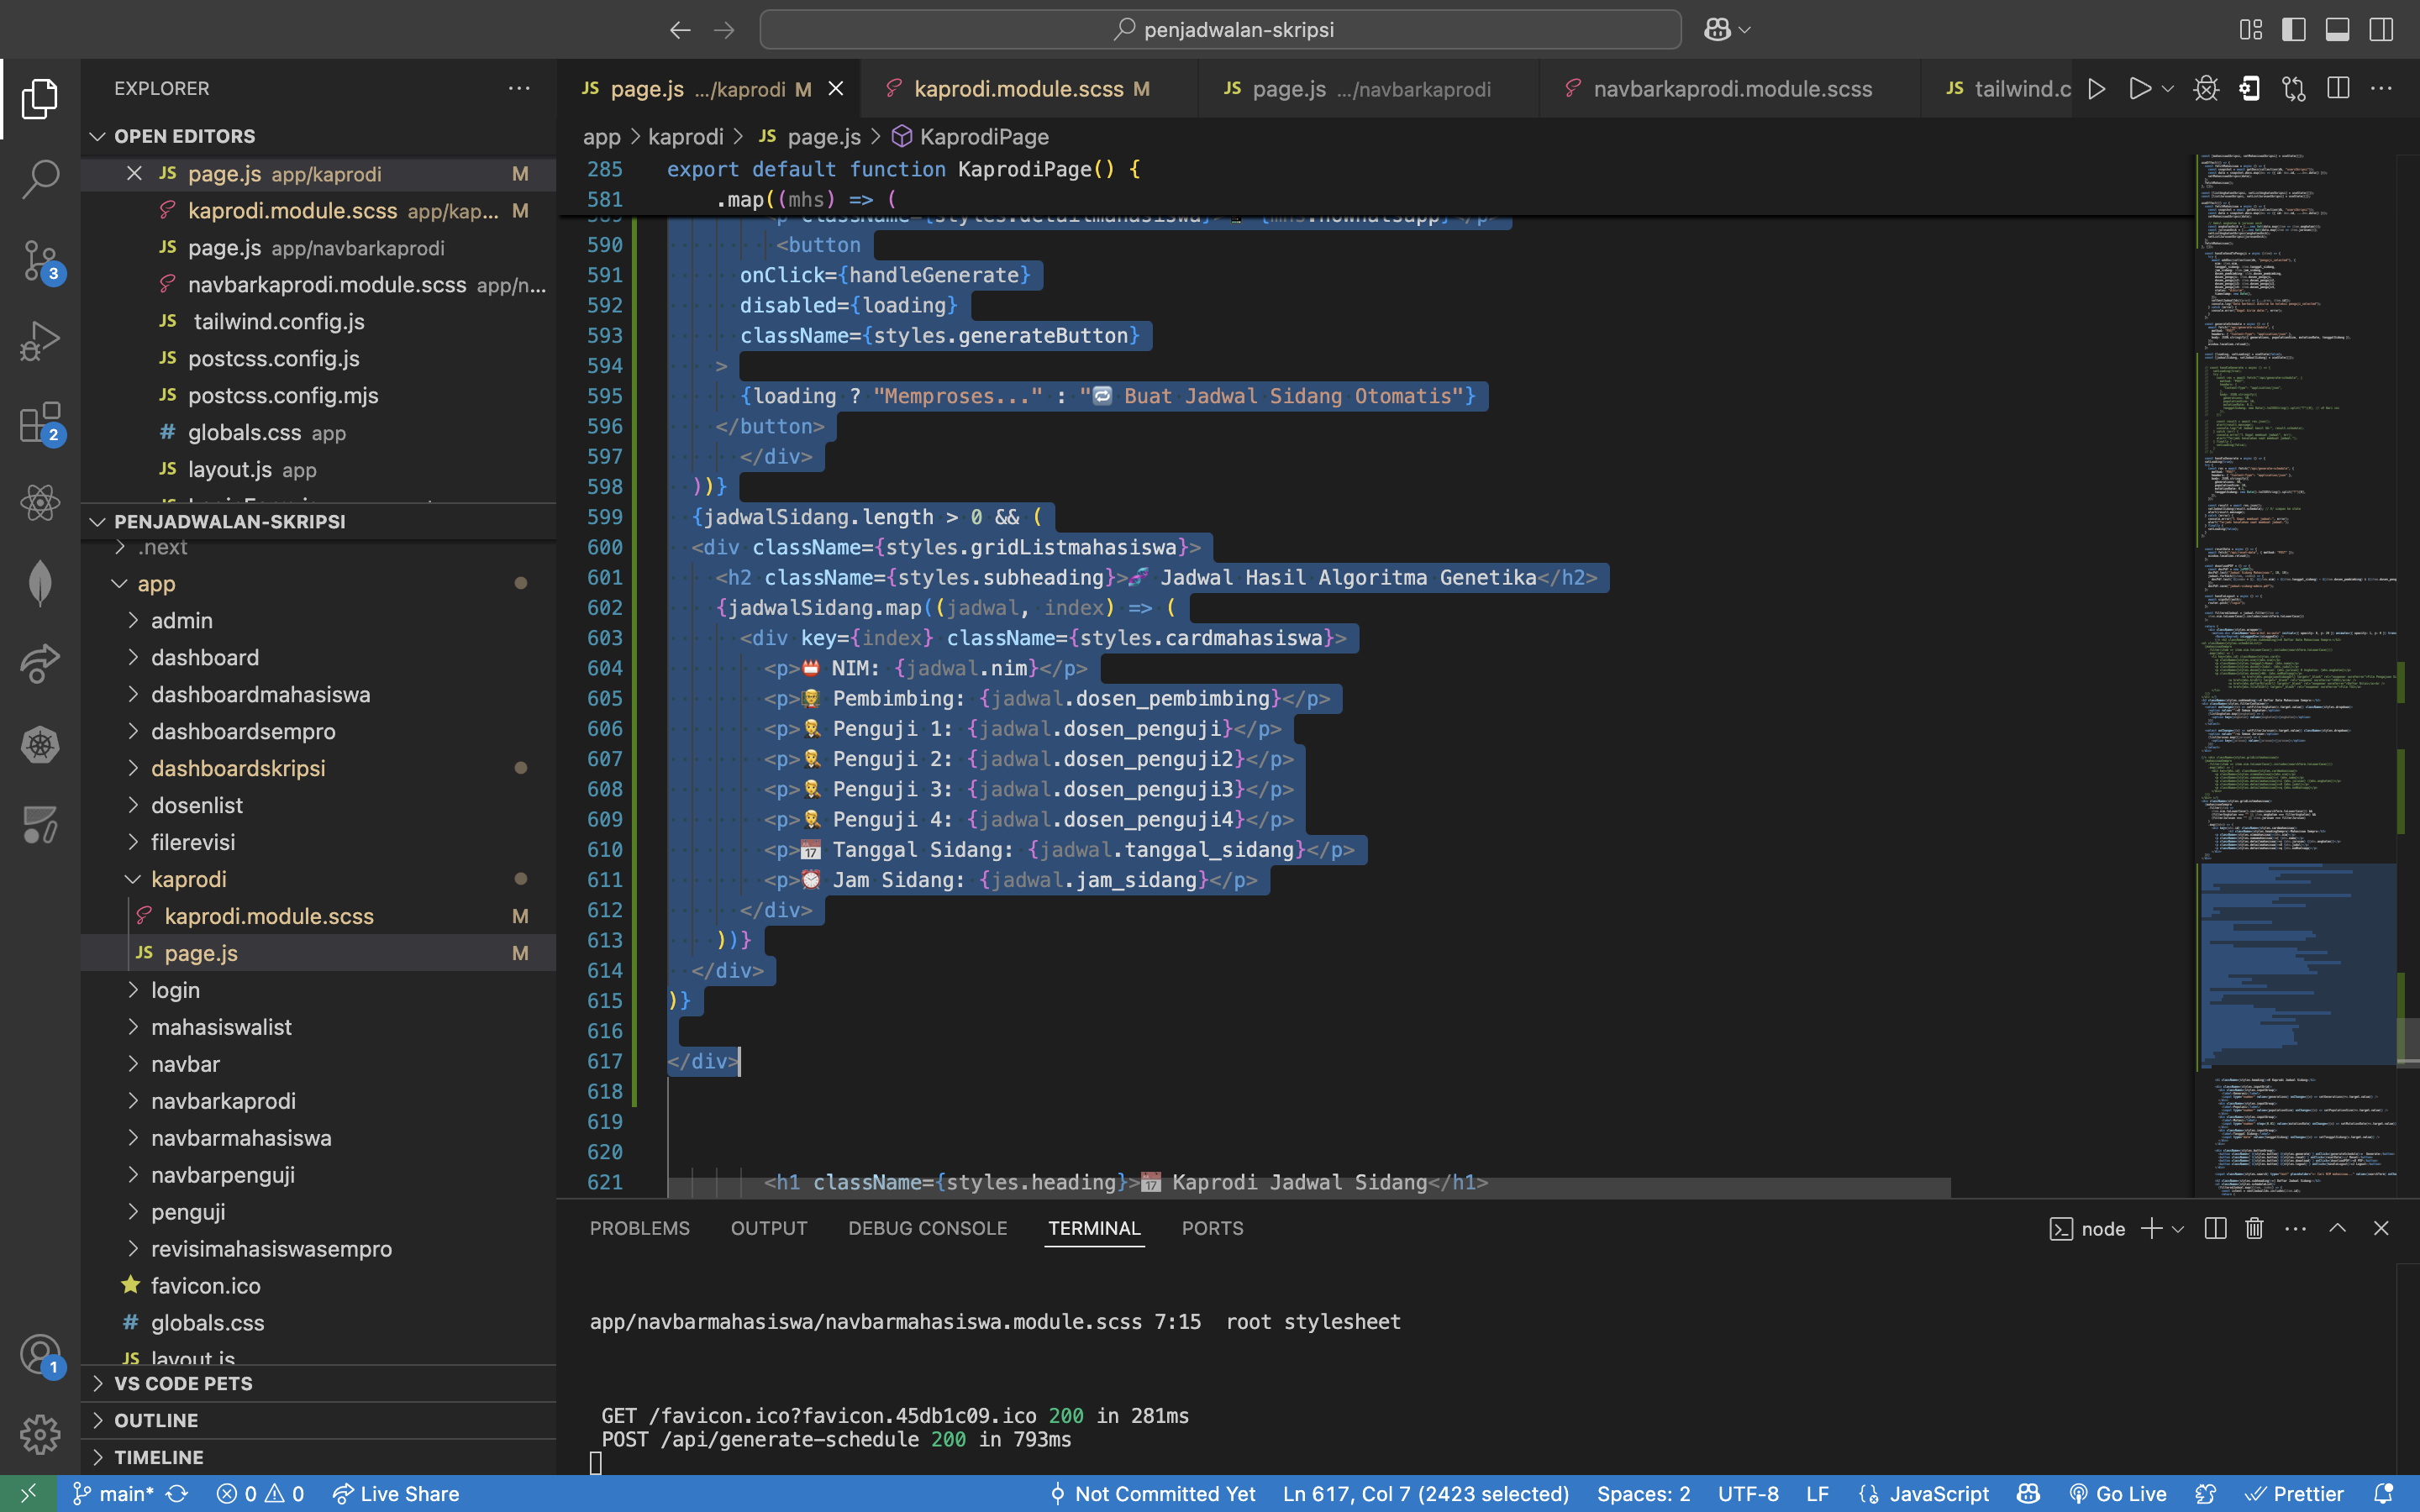 penjadwalan-skripsi
EXPLORER
OPEN EDITORS
JS page.js app/kaprodi M
kaprodi.module.scss app/kap... M
JS page.js app/navbarkaprodi
navbarkaprodi.module.scss app/n...
JS tailwind.config.js
JS postcss.config.js
JS postcss.config.mjs
# globals.css app
JS layout.js app
PENJADWALAN-SKRIPSI
.next
app
admin
dashboard
dashboardmahasiswa
dashboardsempro
dashboardskripsi
dosenlist
filerevisi
kaprodi
kaprodi.module.scss M
JS page.js M
login
mahasiswalist
navbar
navbarkaprodi
navbarmahasiswa
navbarpenguji
penguji
revisimahasiswasempro
favicon.ico
# globals.css
JS layout.js
VS CODE PETS
OUTLINE
TIMELINE
3
2
1
JS page.js .../kaprodi M
kaprodi.module.scss M
JS page.js .../navbarkaprodi
navbarkaprodi.module.scss
JS tailwind.c
app > kaprodi > JS page.js > KaprodiPage
285 export default function KaprodiPage() {
581 .map((mhs) => (
589 <p className={styles.detailmahasiswa}>📱 {mhs.nowhatsapp}</p>
590 <button
591 onClick={handleGenerate}
592 disabled={loading}
593 className={styles.generateButton}
594 >
595 {loading ? "Memproses..." : "🔁 Buat Jadwal Sidang Otomatis"}
596 </button>
597 </div>
598 ))}
599 {jadwalSidang.length > 0 && (
600 <div className={styles.gridListmahasiswa}>
601 <h2 className={styles.subheading}>🧬 Jadwal Hasil Algoritma Genetika</h2>
602 {jadwalSidang.map((jadwal, index) => (
603 <div key={index} className={styles.cardmahasiswa}>
604 <p>📛 NIM: {jadwal.nim}</p>
605 <p>👨‍🏫 Pembimbing: {jadwal.dosen_pembimbing}</p>
606 <p>🧑‍⚖️ Penguji 1: {jadwal.dosen_penguji}</p>
607 <p>🧑‍⚖️ Penguji 2: {jadwal.dosen_penguji2}</p>
608 <p>🧑‍⚖️ Penguji 3: {jadwal.dosen_penguji3}</p>
609 <p>🧑‍⚖️ Penguji 4: {jadwal.dosen_penguji4}</p>
610 <p>📅 Tanggal Sidang: {jadwal.tanggal_sidang}</p>
611 <p>⏰ Jam Sidang: {jadwal.jam_sidang}</p>
612 </div>
613 ))}
614 </div>
615 )}
616
617 </div>
618
619
620
621 <h1 className={styles.heading}>📅 Kaprodi Jadwal Sidang</h1>
PROBLEMS OUTPUT DEBUG CONSOLE TERMINAL PORTS
node
app/navbarmahasiswa/navbarmahasiswa.module.scss 7:15 root stylesheet
GET /favicon.ico?favicon.45db1c09.ico 200 in 281ms
POST /api/generate-schedule 200 in 793ms
main* 0 0 Live Share Not Committed Yet Ln 617, Col 7 (2423 selected) Spaces: 2 UTF-8 LF JavaScript Go Live Prettier